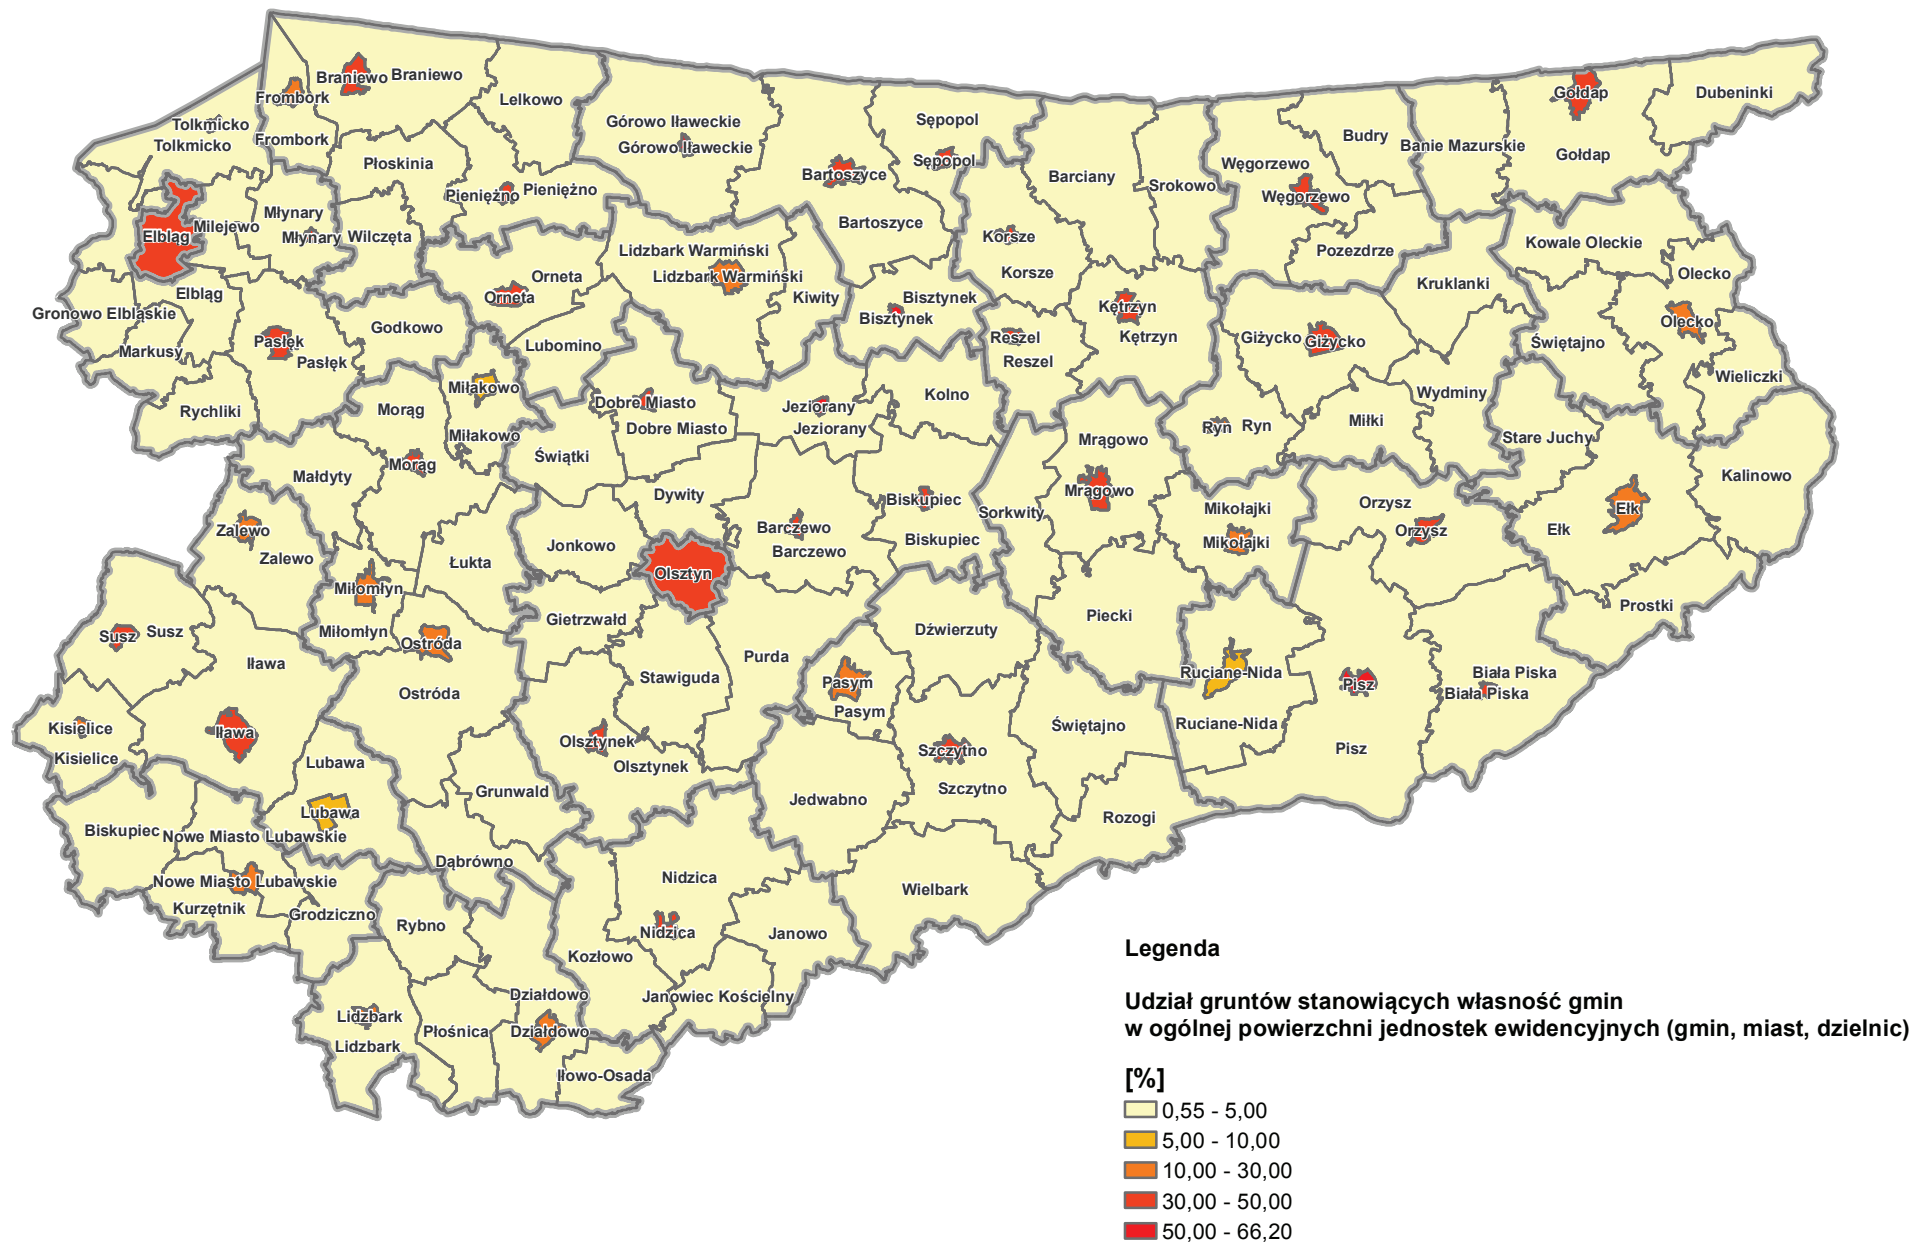 Braniewo
Braniewo
Lelkowo
Frombork
Tolkmicko
Tolkmicko
Frombork
Płoskinia
Pieniężno
Pieniężno
Górowo Iławeckie
Górowo Iławeckie
Sępopol
Sępopol
Bartoszyce
Bartoszyce
Barciany
Srokowo
Węgorzewo
Węgorzewo
Budry
Banie Mazurskie
Gołdap
Gołdap
Dubeninki
Elbląg
Milejewo
Młynary
Młynary
Wilczęta
Lidzbark Warmiński
Lidzbark Warmiński
Kiwity
Orneta
Orneta
Korsze
Korsze
Pozezdrze
Kowale Oleckie
Olecko
Olecko
Kruklanki
Elbląg
Gronowo Elbląskie
Markusy
Pasłęk
Pasłęk
Godkowo
Lubomino
Bisztynek
Bisztynek
Reszel
Reszel
Kętrzyn
Kętrzyn
Giżycko
Giżycko
Świętajno
Wieliczki
Wydminy
Rychliki
Morąg
Miłakowo
Miłakowo
Morąg
Dobre Miasto
Dobre Miasto
Jeziorany
Jeziorany
Kolno
Mrągowo
Mrągowo
Ryn
Ryn
Miłki
Stare Juchy
Kalinowo
Małdyty
Świątki
Dywity
Biskupiec
Biskupiec
Sorkwity
Mikołajki
Mikołajki
Orzysz
Orzysz
Ełk
Ełk
Zalewo
Zalewo
Łukta
Jonkowo
Olsztyn
Barczewo
Barczewo
Miłomłyn
Miłomłyn
Prostki
Susz
Susz
Iława
Iława
Ostróda
Ostróda
Gietrzwałd
Stawiguda
Purda
Dźwierzuty
Piecki
Pasym
Pasym
Ruciane-Nida
Ruciane-Nida
Pisz
Pisz
Biała Piska
Biała Piska
Kisielice
Kisielice
Lubawa
Lubawa
Olsztynek
Olsztynek
Szczytno
Szczytno
Świętajno
Grunwald
Jedwabno
Rozogi
Biskupiec
Nowe Miasto Lubawskie
Nowe Miasto Lubawskie
Kurzętnik
Grodziczno
Dąbrówno
Rybno
Nidzica
Nidzica
Wielbark
Janowo
Kozłowo
Janowiec Kościelny
Działdowo
Działdowo
Lidzbark
Lidzbark
Płośnica
Iłowo-Osada
Legenda
Udział gruntów stanowiących własność gmin
w ogólnej powierzchni jednostek ewidencyjnych (gmin, miast, dzielnic)
[%]
0,55 - 5,00
5,00 - 10,00
10,00 - 30,00
30,00 - 50,00
50,00 - 66,20